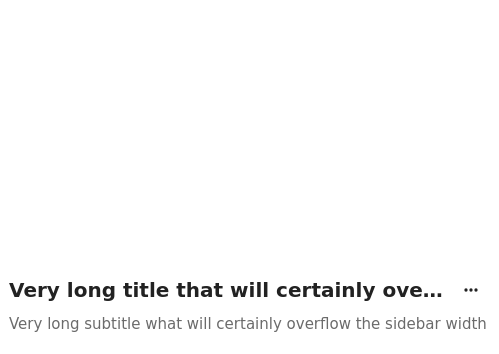 Very long title that will certainly ove… •••
Very long subtitle what will certainly overflow the sidebar width